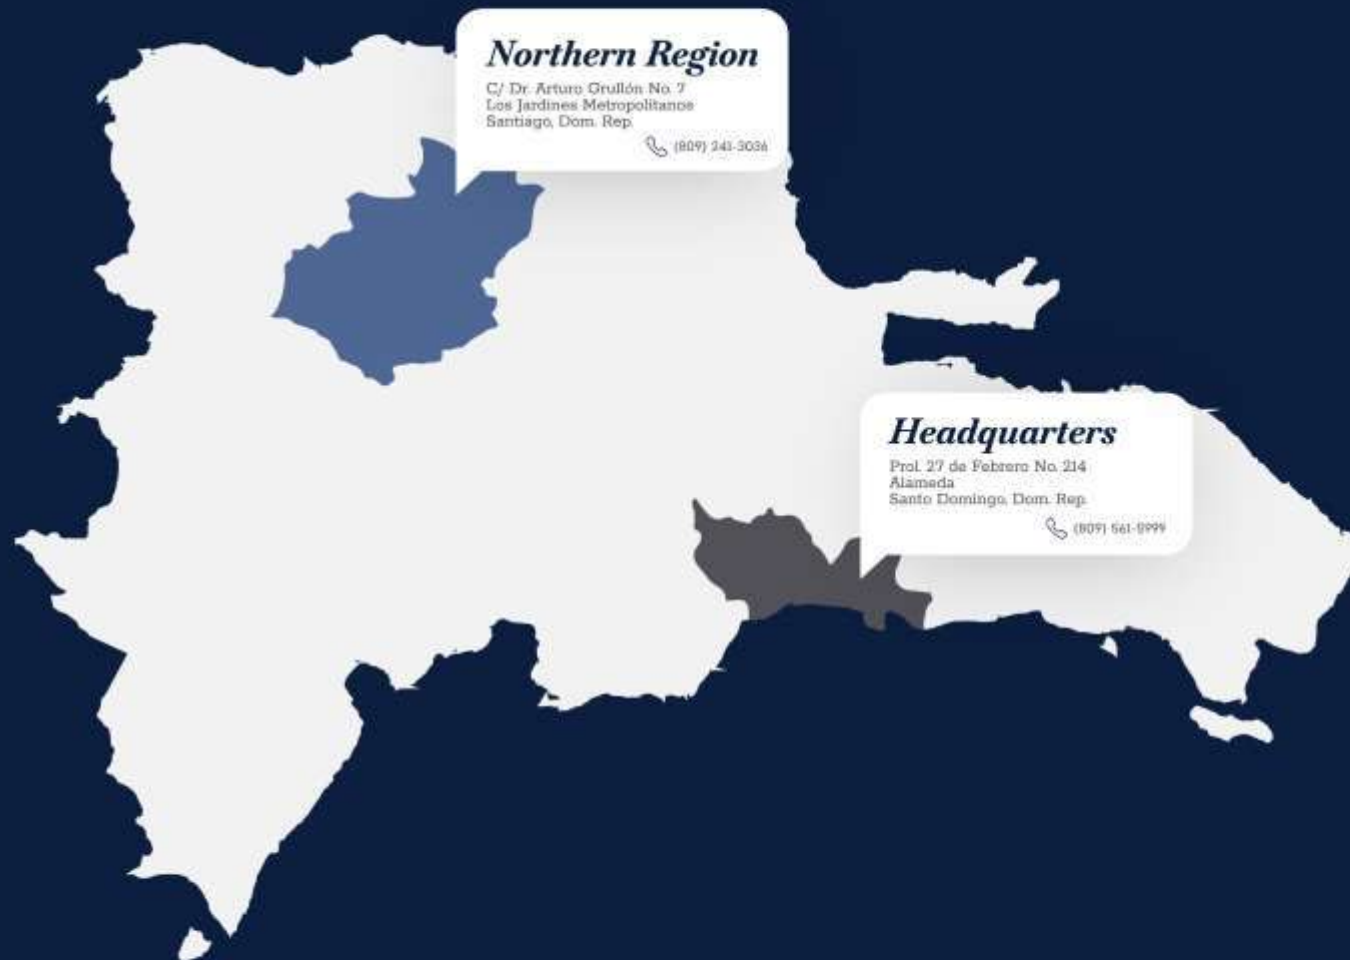 Northern Region
C/ Dr. Arturo Grullón No. 7
Los Jardines Metropolitanos
Santiago, Dom. Rep.
(809) 241-3036
Headquarters
Prol. 27 de Febrero No. 214
Alameda
Santo Domingo, Dom. Rep.
(809) 561-5999